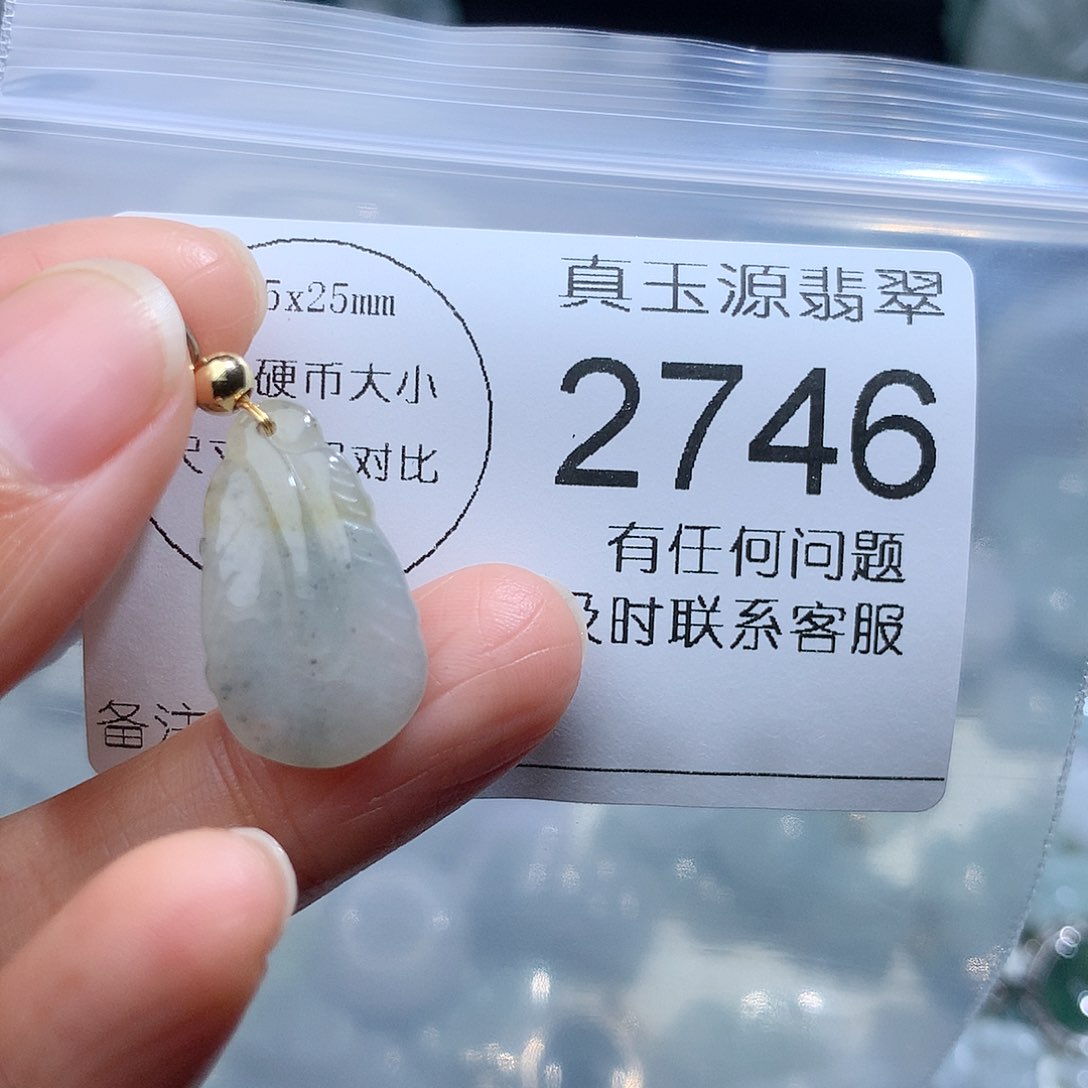 真玉源翡翠
5x25mm
2746
硬币大小
对比
有任何问题
及时联系客服
备注